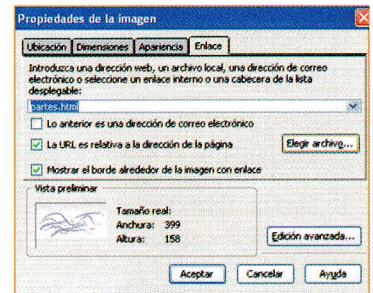 Propiedades de la imagen
Ubicación Dimensiones Apariencia Enlace
Introduzca una dirección web, un archivo local, una dirección de correo
electrónico o seleccione un enlace interno o una cabecera de la lista
desplegable:
partes.html
Lo anterior es una dirección de correo electrónico
La URL es relativa a la dirección de la página
Elegir archivo...
Mostrar el borde alrededor de la imagen con enlace
Vista preliminar
Tamaño real:
Anchura: 399
Altura: 158
Edición avanzada...
Aceptar Cancelar Ayuda